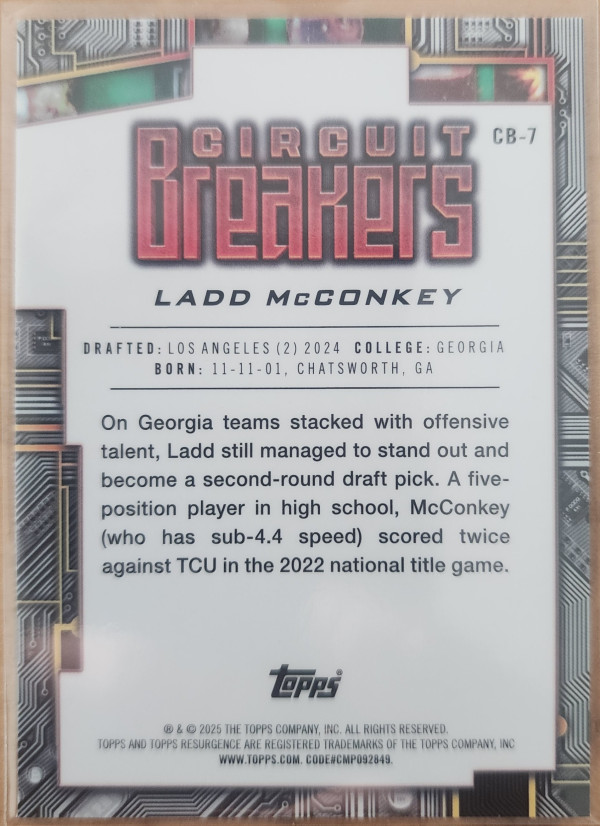 CIRCUIT
CB-7
Breakers
LADD McCONKEY
DRAFTED: LOS ANGELES (2) 2024 COLLEGE: GEORGIA
BORN: 11-11-01, CHATSWORTH, GA
On Georgia teams stacked with offensive
talent, Ladd still managed to stand out and
become a second-round draft pick. A five-
position player in high school, McConkey
(who has sub-4.4 speed) scored twice
against TCU in the 2022 national title game.
topps®
® & © 2025 THE TOPPS COMPANY, INC. ALL RIGHTS RESERVED.
TOPPS AND TOPPS RESURGENCE ARE REGISTERED TRADEMARKS OF THE TOPPS COMPANY, INC
WWW.TOPPS.COM. CODE#CMP092849.